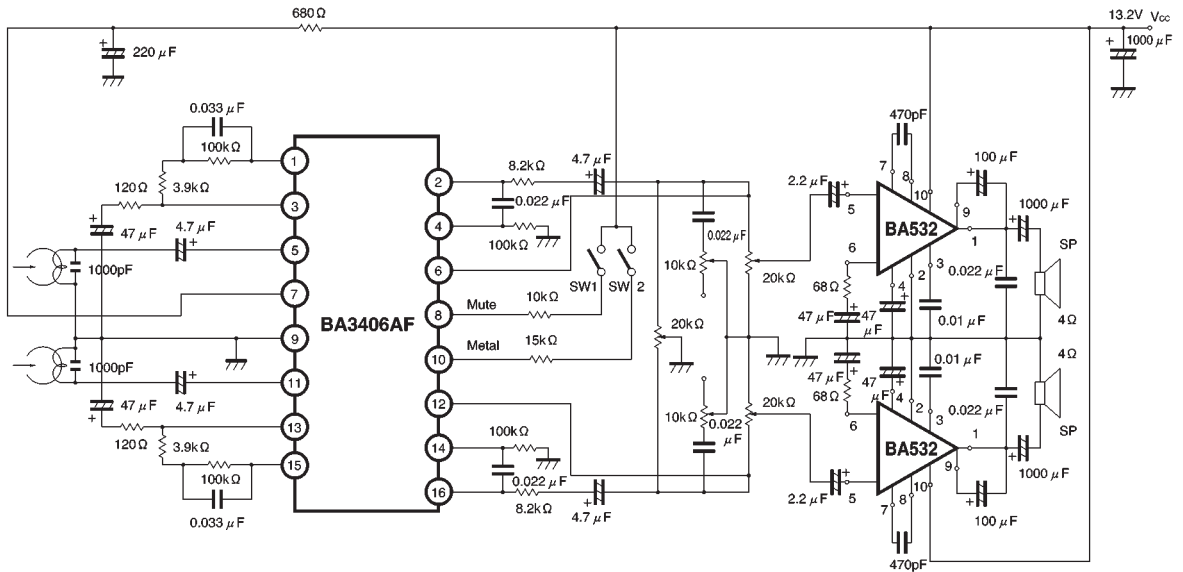 680Ω
13.2V VCC
220 μF
1000 μF
0.033 μF
100kΩ
1
120Ω
3.9kΩ
3
47 μF
4.7 μF
5
1000pF
7
BA3406AF
9
1000pF
11
47 μF
4.7 μF
13
120Ω
3.9kΩ
15
100kΩ
0.033 μF
2
8.2kΩ
4.7 μF
0.022 μF
4
100kΩ
6
SW1
SW 2
8
Mute
10kΩ
10
Metal
15kΩ
12
14
100kΩ
0.022 μF
16
8.2kΩ
4.7 μF
0.022 μF
10kΩ
20kΩ
20kΩ
10kΩ
20kΩ
0.022
μF
470pF
7
8
10
100 μF
2.2 μF
5
BA532
9
1
1000 μF
SP
6
3
2
4
68Ω
0.022 μF
47 μF
47
μF
0.01 μF
4Ω
0.01 μF
4Ω
47
μF
47
μF
68Ω
4
2
3
0.022 μF
6
BA532
1
SP
9
1000 μF
2.2 μF
5
10
8
7
100 μF
470pF